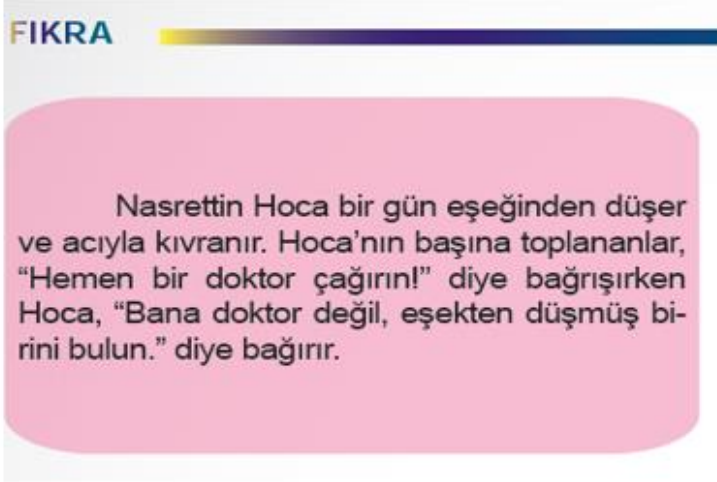 FIKRA
Nasrettin Hoca bir gün eşeğinden düşer
ve acıyla kıvranır. Hoca’nın başına toplananlar,
“Hemen bir doktor çağırın!” diye bağrışırken
Hoca, “Bana doktor değil, eşekten düşmüş bi-
rini bulun.” diye bağırır.